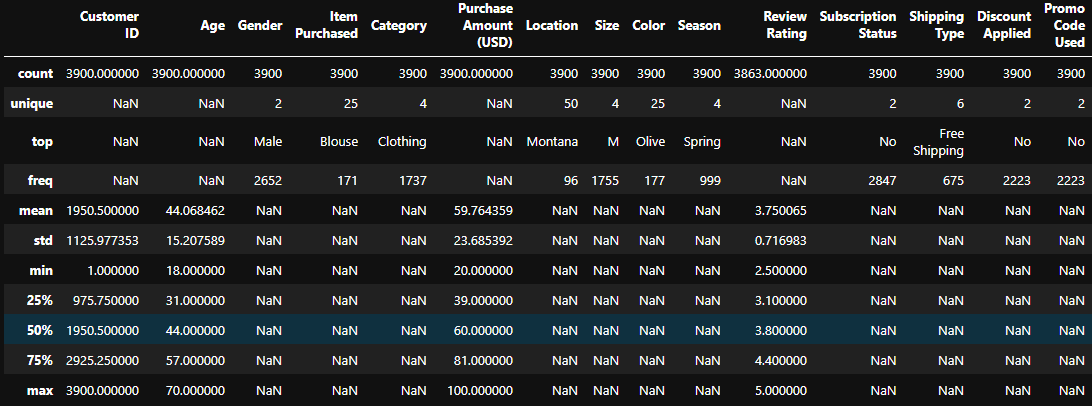 Customer ID Age Gender Item Purchased Category Purchase Amount (USD) Location Size Color Season Review Rating Subscription Status Shipping Type Discount Applied Promo Code Used
count 3900.000000 3900.000000 3900 3900 3900 3900.000000 3900 3900 3900 3900 3863.000000 3900 3900 3900 3900
unique NaN NaN 2 25 4 NaN 50 4 25 4 NaN 2 6 2 2
top NaN NaN Male Blouse Clothing NaN Montana M Olive Spring NaN No Free Shipping No No
freq NaN NaN 2652 171 1737 NaN 96 1755 177 999 NaN 2847 675 2223 2223
mean 1950.500000 44.068462 NaN NaN NaN 59.764359 NaN NaN NaN NaN 3.750065 NaN NaN NaN NaN
std 1125.977353 15.207589 NaN NaN NaN 23.685392 NaN NaN NaN NaN 0.716983 NaN NaN NaN NaN
min 1.000000 18.000000 NaN NaN NaN 20.000000 NaN NaN NaN NaN 2.500000 NaN NaN NaN NaN
25% 975.750000 31.000000 NaN NaN NaN 39.000000 NaN NaN NaN NaN 3.100000 NaN NaN NaN NaN
50% 1950.500000 44.000000 NaN NaN NaN 60.000000 NaN NaN NaN NaN 3.800000 NaN NaN NaN NaN
75% 2925.250000 57.000000 NaN NaN NaN 81.000000 NaN NaN NaN NaN 4.400000 NaN NaN NaN NaN
max 3900.000000 70.000000 NaN NaN NaN 100.000000 NaN NaN NaN NaN 5.000000 NaN NaN NaN NaN